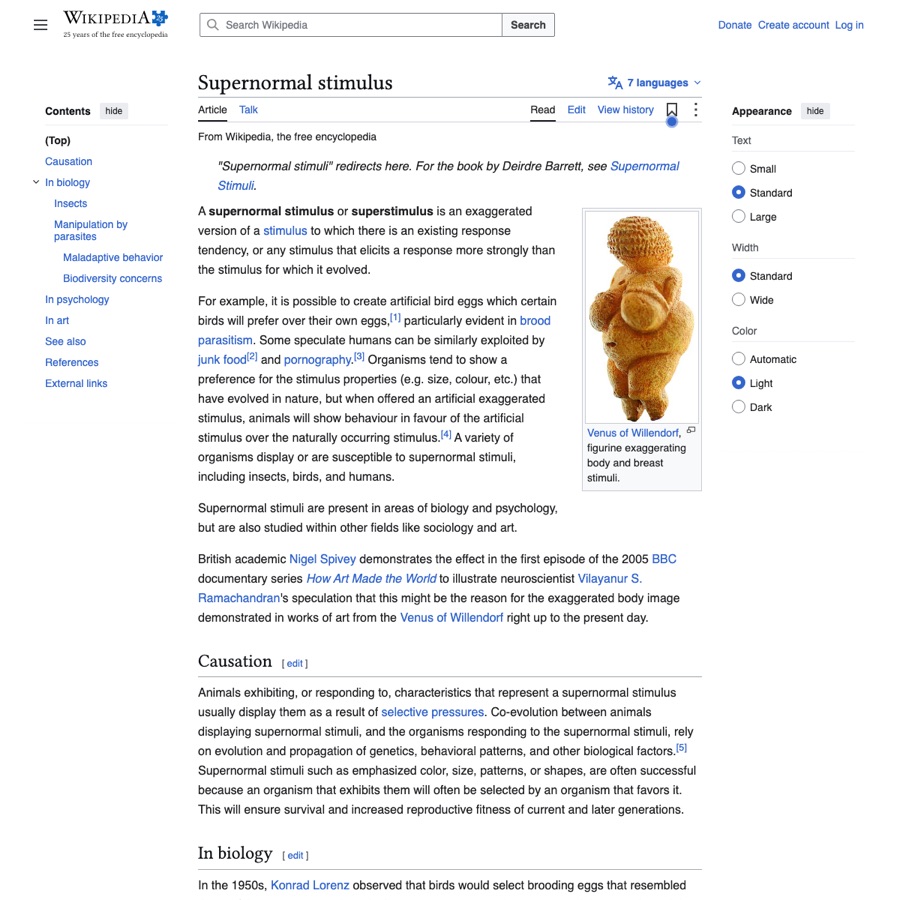 WIKIPEDIA 25
25 years of the free encyclopedia
Search Wikipedia
Search
Donate Create account Log in
Contents hide
(Top)
Causation
In biology
Insects
Manipulation by
parasites
Maladaptive behavior
Biodiversity concerns
In psychology
In art
See also
References
External links
Supernormal stimulus
7 languages
Article Talk
Read Edit View history
From Wikipedia, the free encyclopedia
"Supernormal stimuli" redirects here. For the book by Deirdre Barrett, see Supernormal
Stimuli.
A supernormal stimulus or superstimulus is an exaggerated
version of a stimulus to which there is an existing response
tendency, or any stimulus that elicits a response more strongly than
the stimulus for which it evolved.
For example, it is possible to create artificial bird eggs which certain
birds will prefer over their own eggs,[1] particularly evident in brood
parasitism. Some speculate humans can be similarly exploited by
junk food[2] and pornography.[3] Organisms tend to show a
preference for the stimulus properties (e.g. size, colour, etc.) that
have evolved in nature, but when offered an artificial exaggerated
stimulus, animals will show behaviour in favour of the artificial
stimulus over the naturally occurring stimulus.[4] A variety of
organisms display or are susceptible to supernormal stimuli,
including insects, birds, and humans.
Venus of Willendorf,
figurine exaggerating
body and breast
stimuli.
Supernormal stimuli are present in areas of biology and psychology,
but are also studied within other fields like sociology and art.
British academic Nigel Spivey demonstrates the effect in the first episode of the 2005 BBC
documentary series How Art Made the World to illustrate neuroscientist Vilayanur S.
Ramachandran's speculation that this might be the reason for the exaggerated body image
demonstrated in works of art from the Venus of Willendorf right up to the present day.
Causation [ edit ]
Animals exhibiting, or responding to, characteristics that represent a supernormal stimulus
usually display them as a result of selective pressures. Co-evolution between animals
displaying supernormal stimuli, and the organisms responding to the supernormal stimuli, rely
on evolution and propagation of genetics, behavioral patterns, and other biological factors.[5]
Supernormal stimuli such as emphasized color, size, patterns, or shapes, are often successful
because an organism that exhibits them will often be selected by an organism that favors it.
This will ensure survival and increased reproductive fitness of current and later generations.
In biology [ edit ]
In the 1950s, Konrad Lorenz observed that birds would select brooding eggs that resembled
Appearance hide
Text
Small
Standard
Large
Width
Standard
Wide
Color
Automatic
Light
Dark